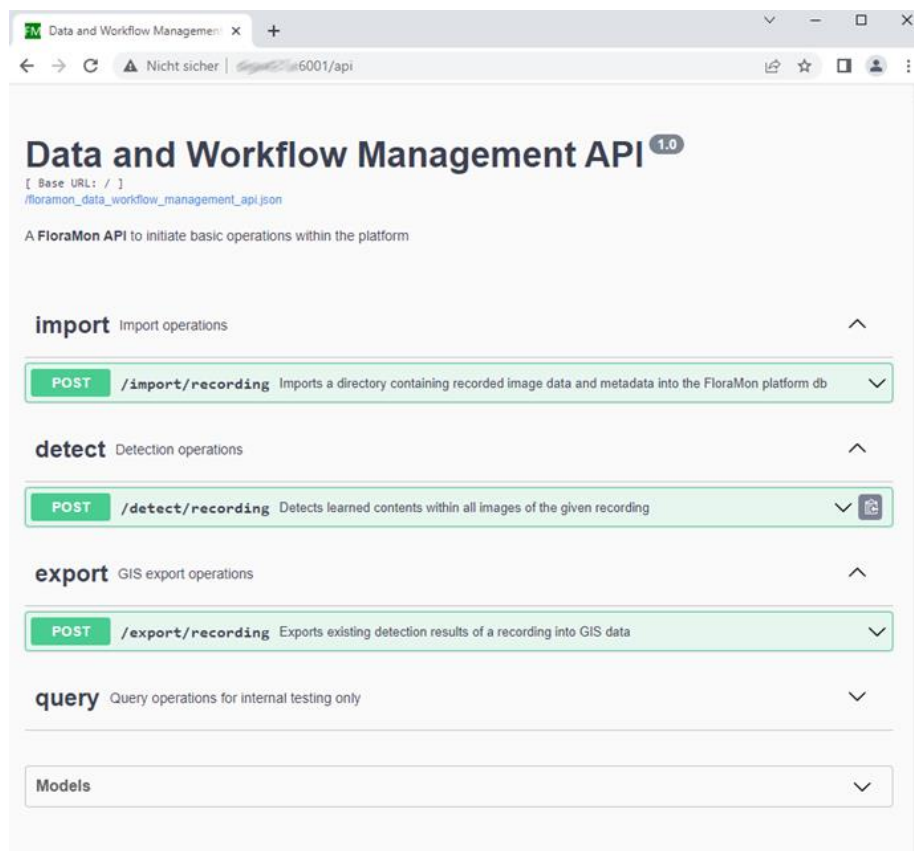 FM Data and Workflow Managemen
Nicht sicher | 6001/api
Data and Workflow Management API 1.0
[ Base URL: / ]
/floramon_data_workflow_management_api.json
A FloraMon API to initiate basic operations within the platform
import Import operations
POST /import/recording Imports a directory containing recorded image data and metadata into the FloraMon platform db
detect Detection operations
POST /detect/recording Detects learned contents within all images of the given recording
export GIS export operations
POST /export/recording Exports existing detection results of a recording into GIS data
query Query operations for internal testing only
Models